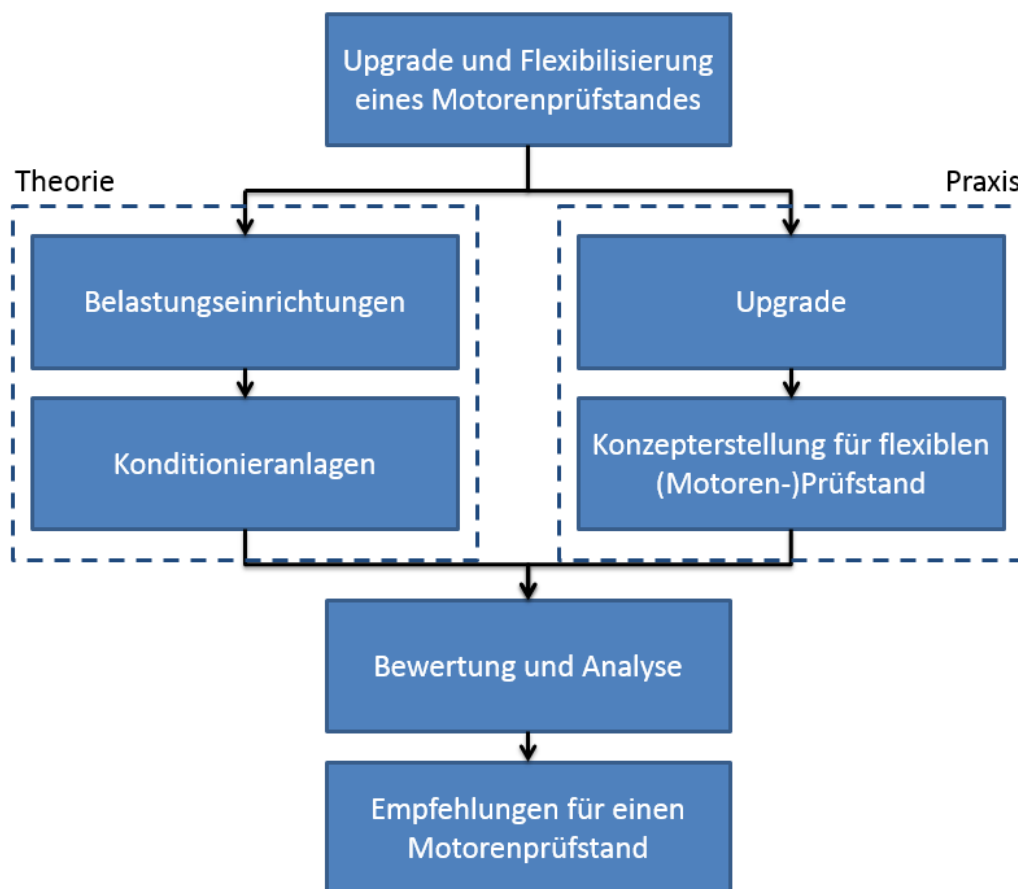 Upgrade und Flexibilisierung
eines Motorenprüfstandes
Theorie
Praxis
Belastungseinrichtungen
Upgrade
Konditionieranlagen
Konzepterstellung für flexiblen
(Motoren-)Prüfstand
Bewertung und Analyse
Empfehlungen für einen
Motorenprüfstand